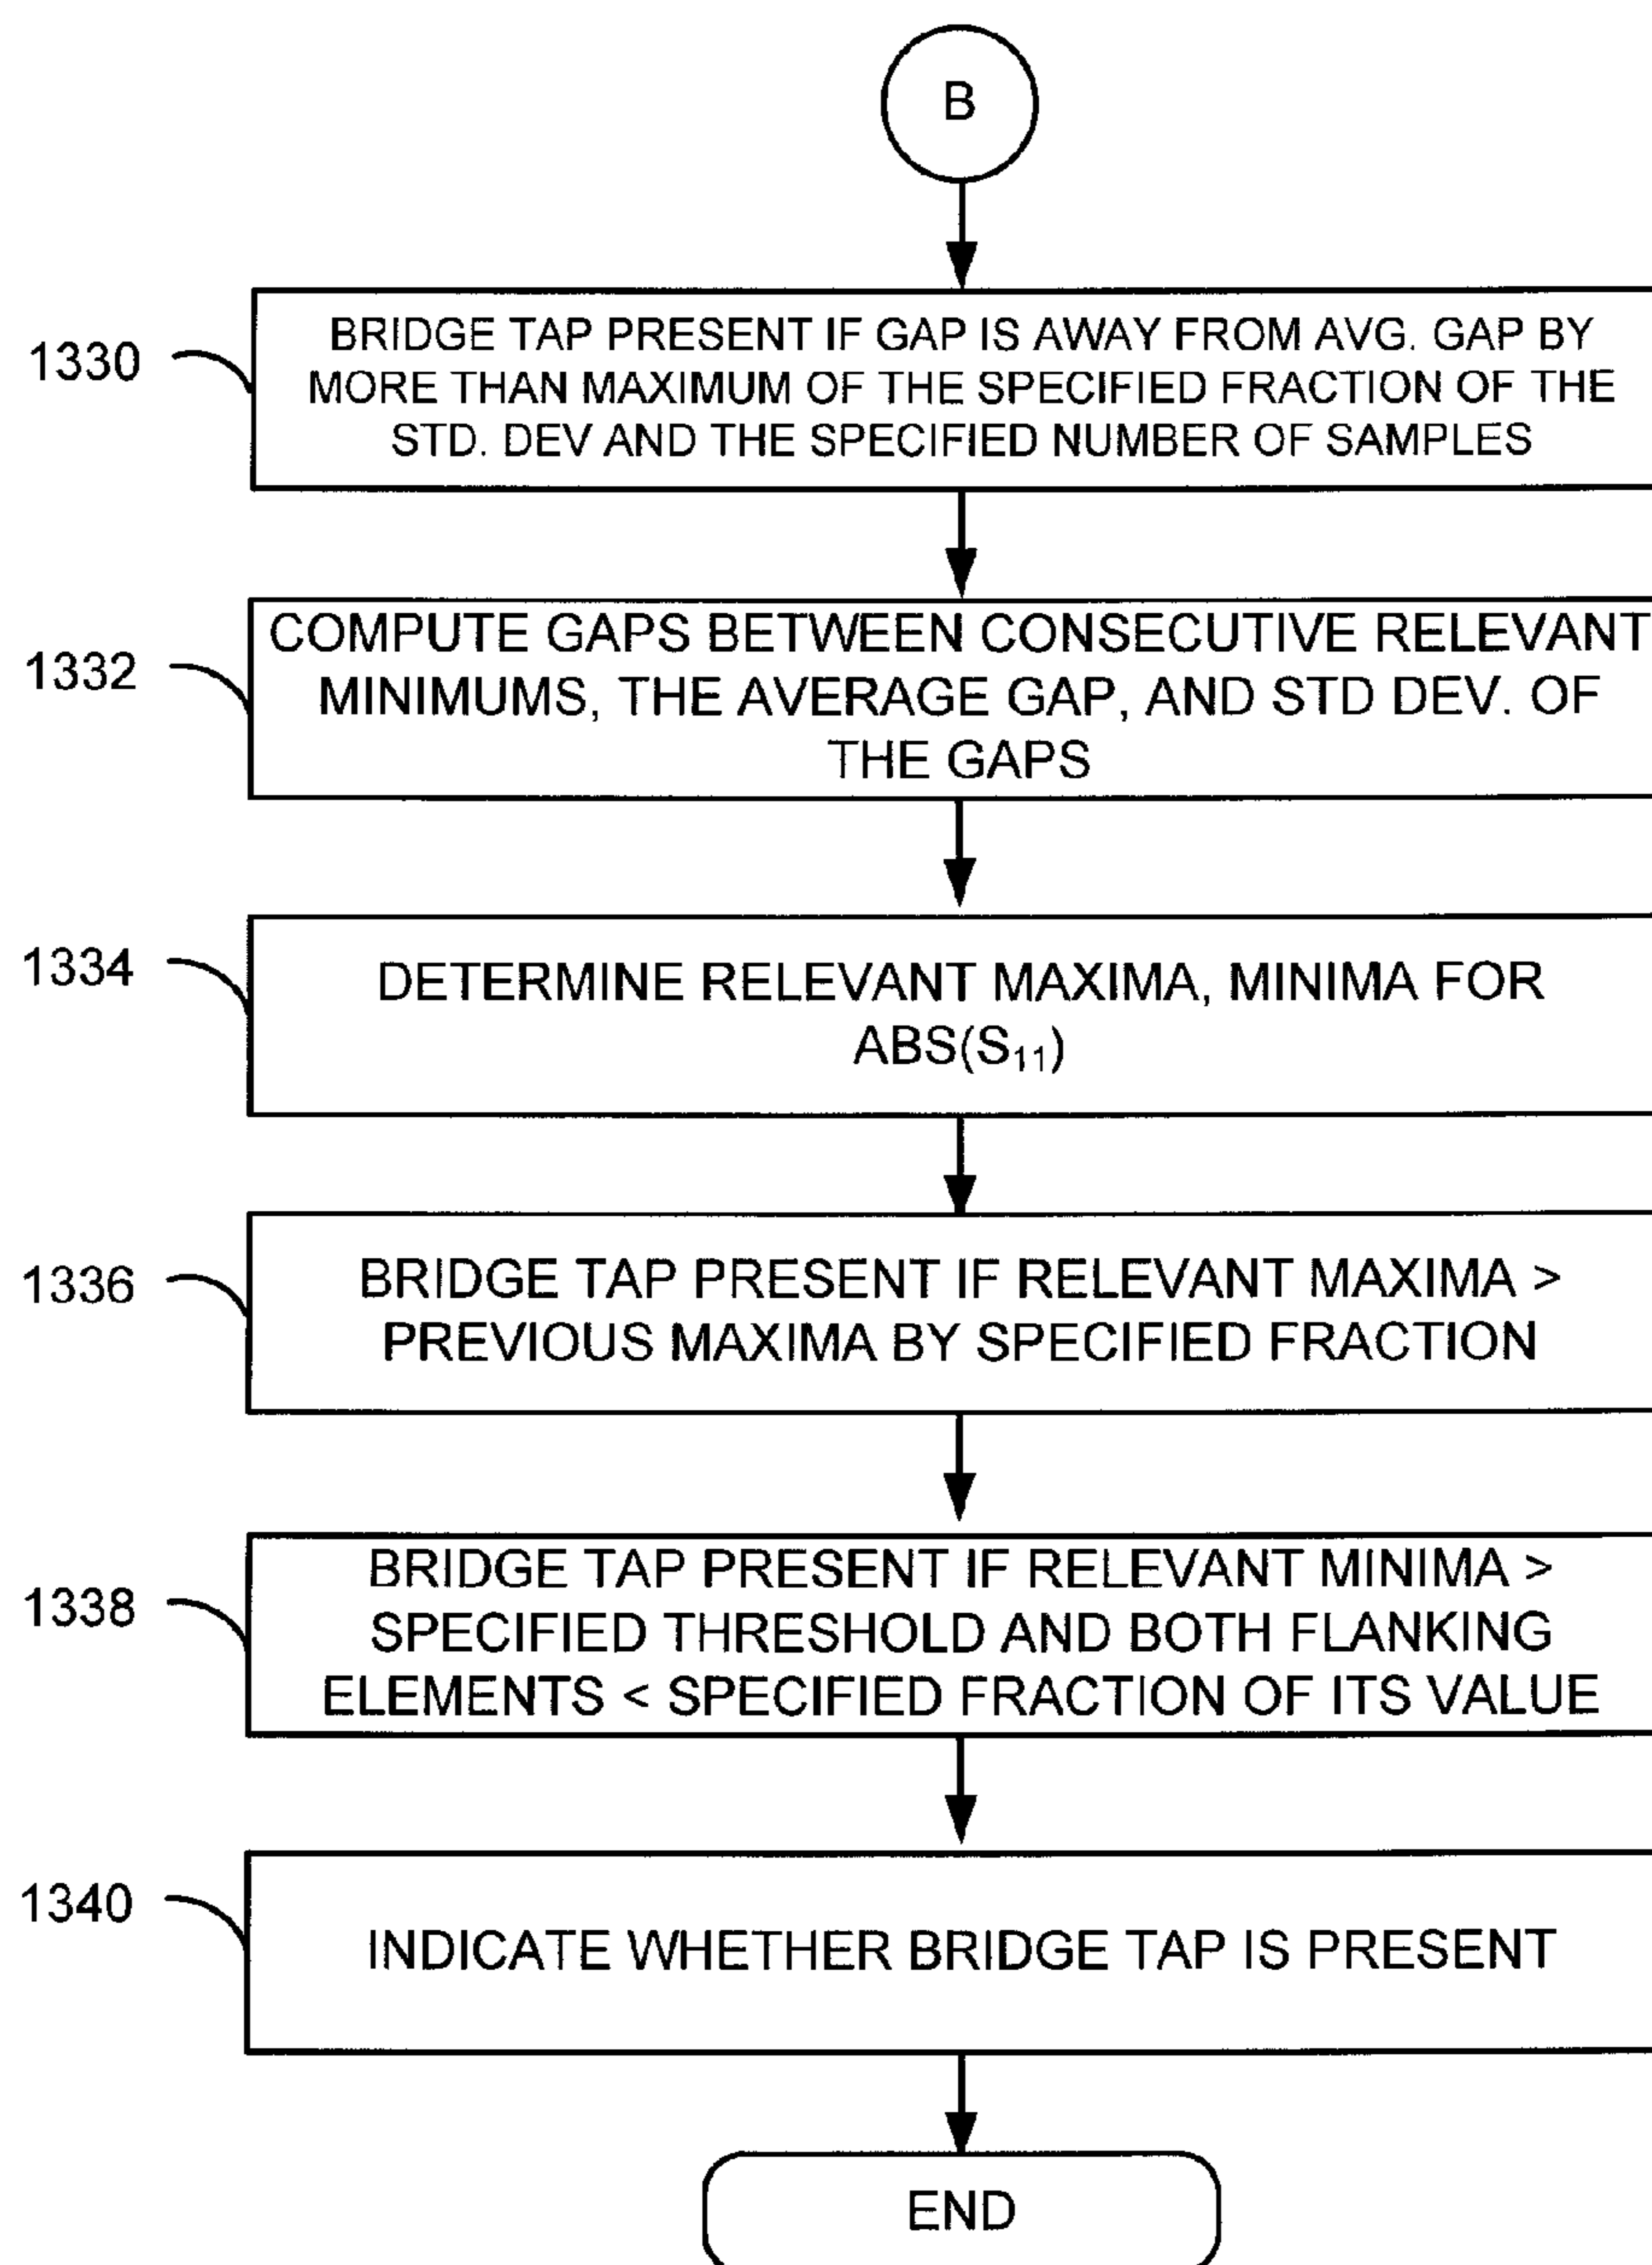 B
1330
BRIDGE TAP PRESENT IF GAP IS AWAY FROM AVG. GAP BY
MORE THAN MAXIMUM OF THE SPECIFIED FRACTION OF THE
STD. DEV AND THE SPECIFIED NUMBER OF SAMPLES
1332
COMPUTE GAPS BETWEEN CONSECUTIVE RELEVANT
MINIMUMS, THE AVERAGE GAP, AND STD DEV. OF
THE GAPS
1334
DETERMINE RELEVANT MAXIMA, MINIMA FOR
ABS(S₁₁)
1336
BRIDGE TAP PRESENT IF RELEVANT MAXIMA >
PREVIOUS MAXIMA BY SPECIFIED FRACTION
1338
BRIDGE TAP PRESENT IF RELEVANT MINIMA >
SPECIFIED THRESHOLD AND BOTH FLANKING
ELEMENTS < SPECIFIED FRACTION OF ITS VALUE
1340
INDICATE WHETHER BRIDGE TAP IS PRESENT
END